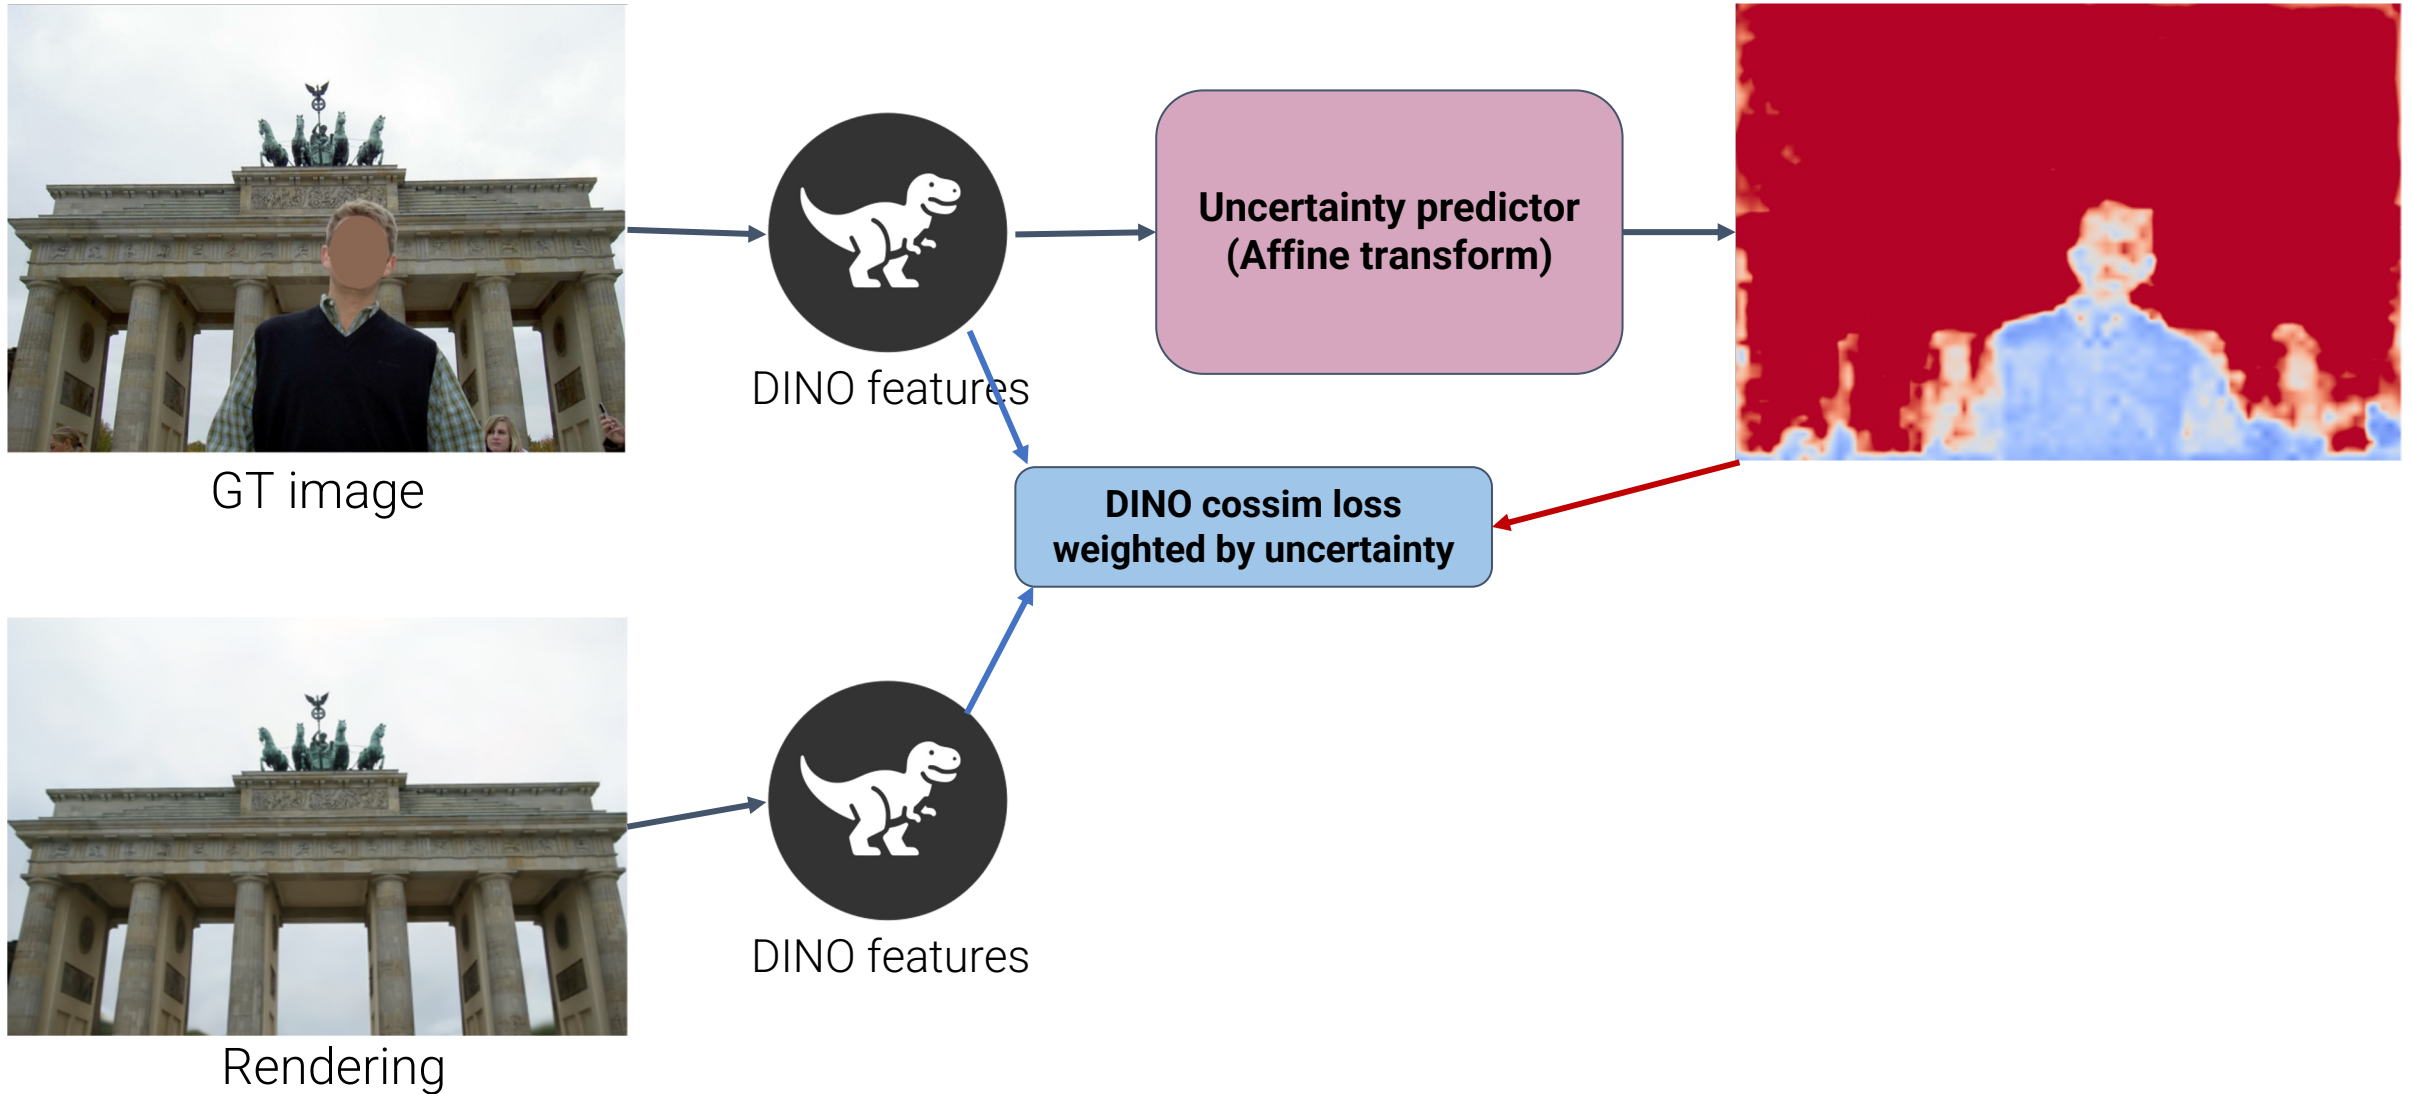 GT image
DINO features
Uncertainty predictor
(Affine transform)
DINO cossim loss
weighted by uncertainty
Rendering
DINO features